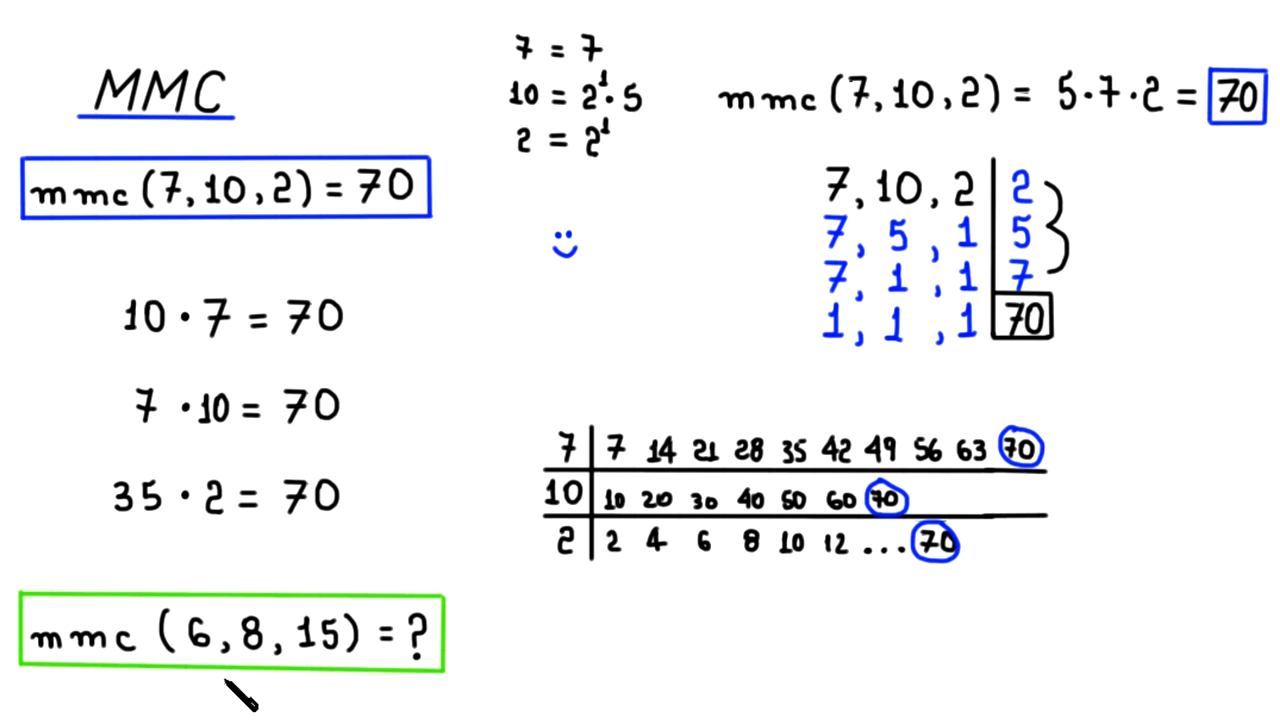 MMC
mmc (7, 10, 2) = 70
10 · 7 = 70
7 · 10 = 70
35 · 2 = 70
mmc (6, 8, 15) = ?
7 = 7
10 = 2¹ · 5
2 = 2¹
mmc (7, 10, 2) = 5 · 7 · 2 = 70
7, 10, 2 | 2
7, 5, 1 | 5
7, 1, 1 | 7
1, 1, 1 | 70
7 | 7 14 21 28 35 42 49 56 63 70
10 | 10 20 30 40 50 60 70
2 | 2 4 6 8 10 12 ... 70